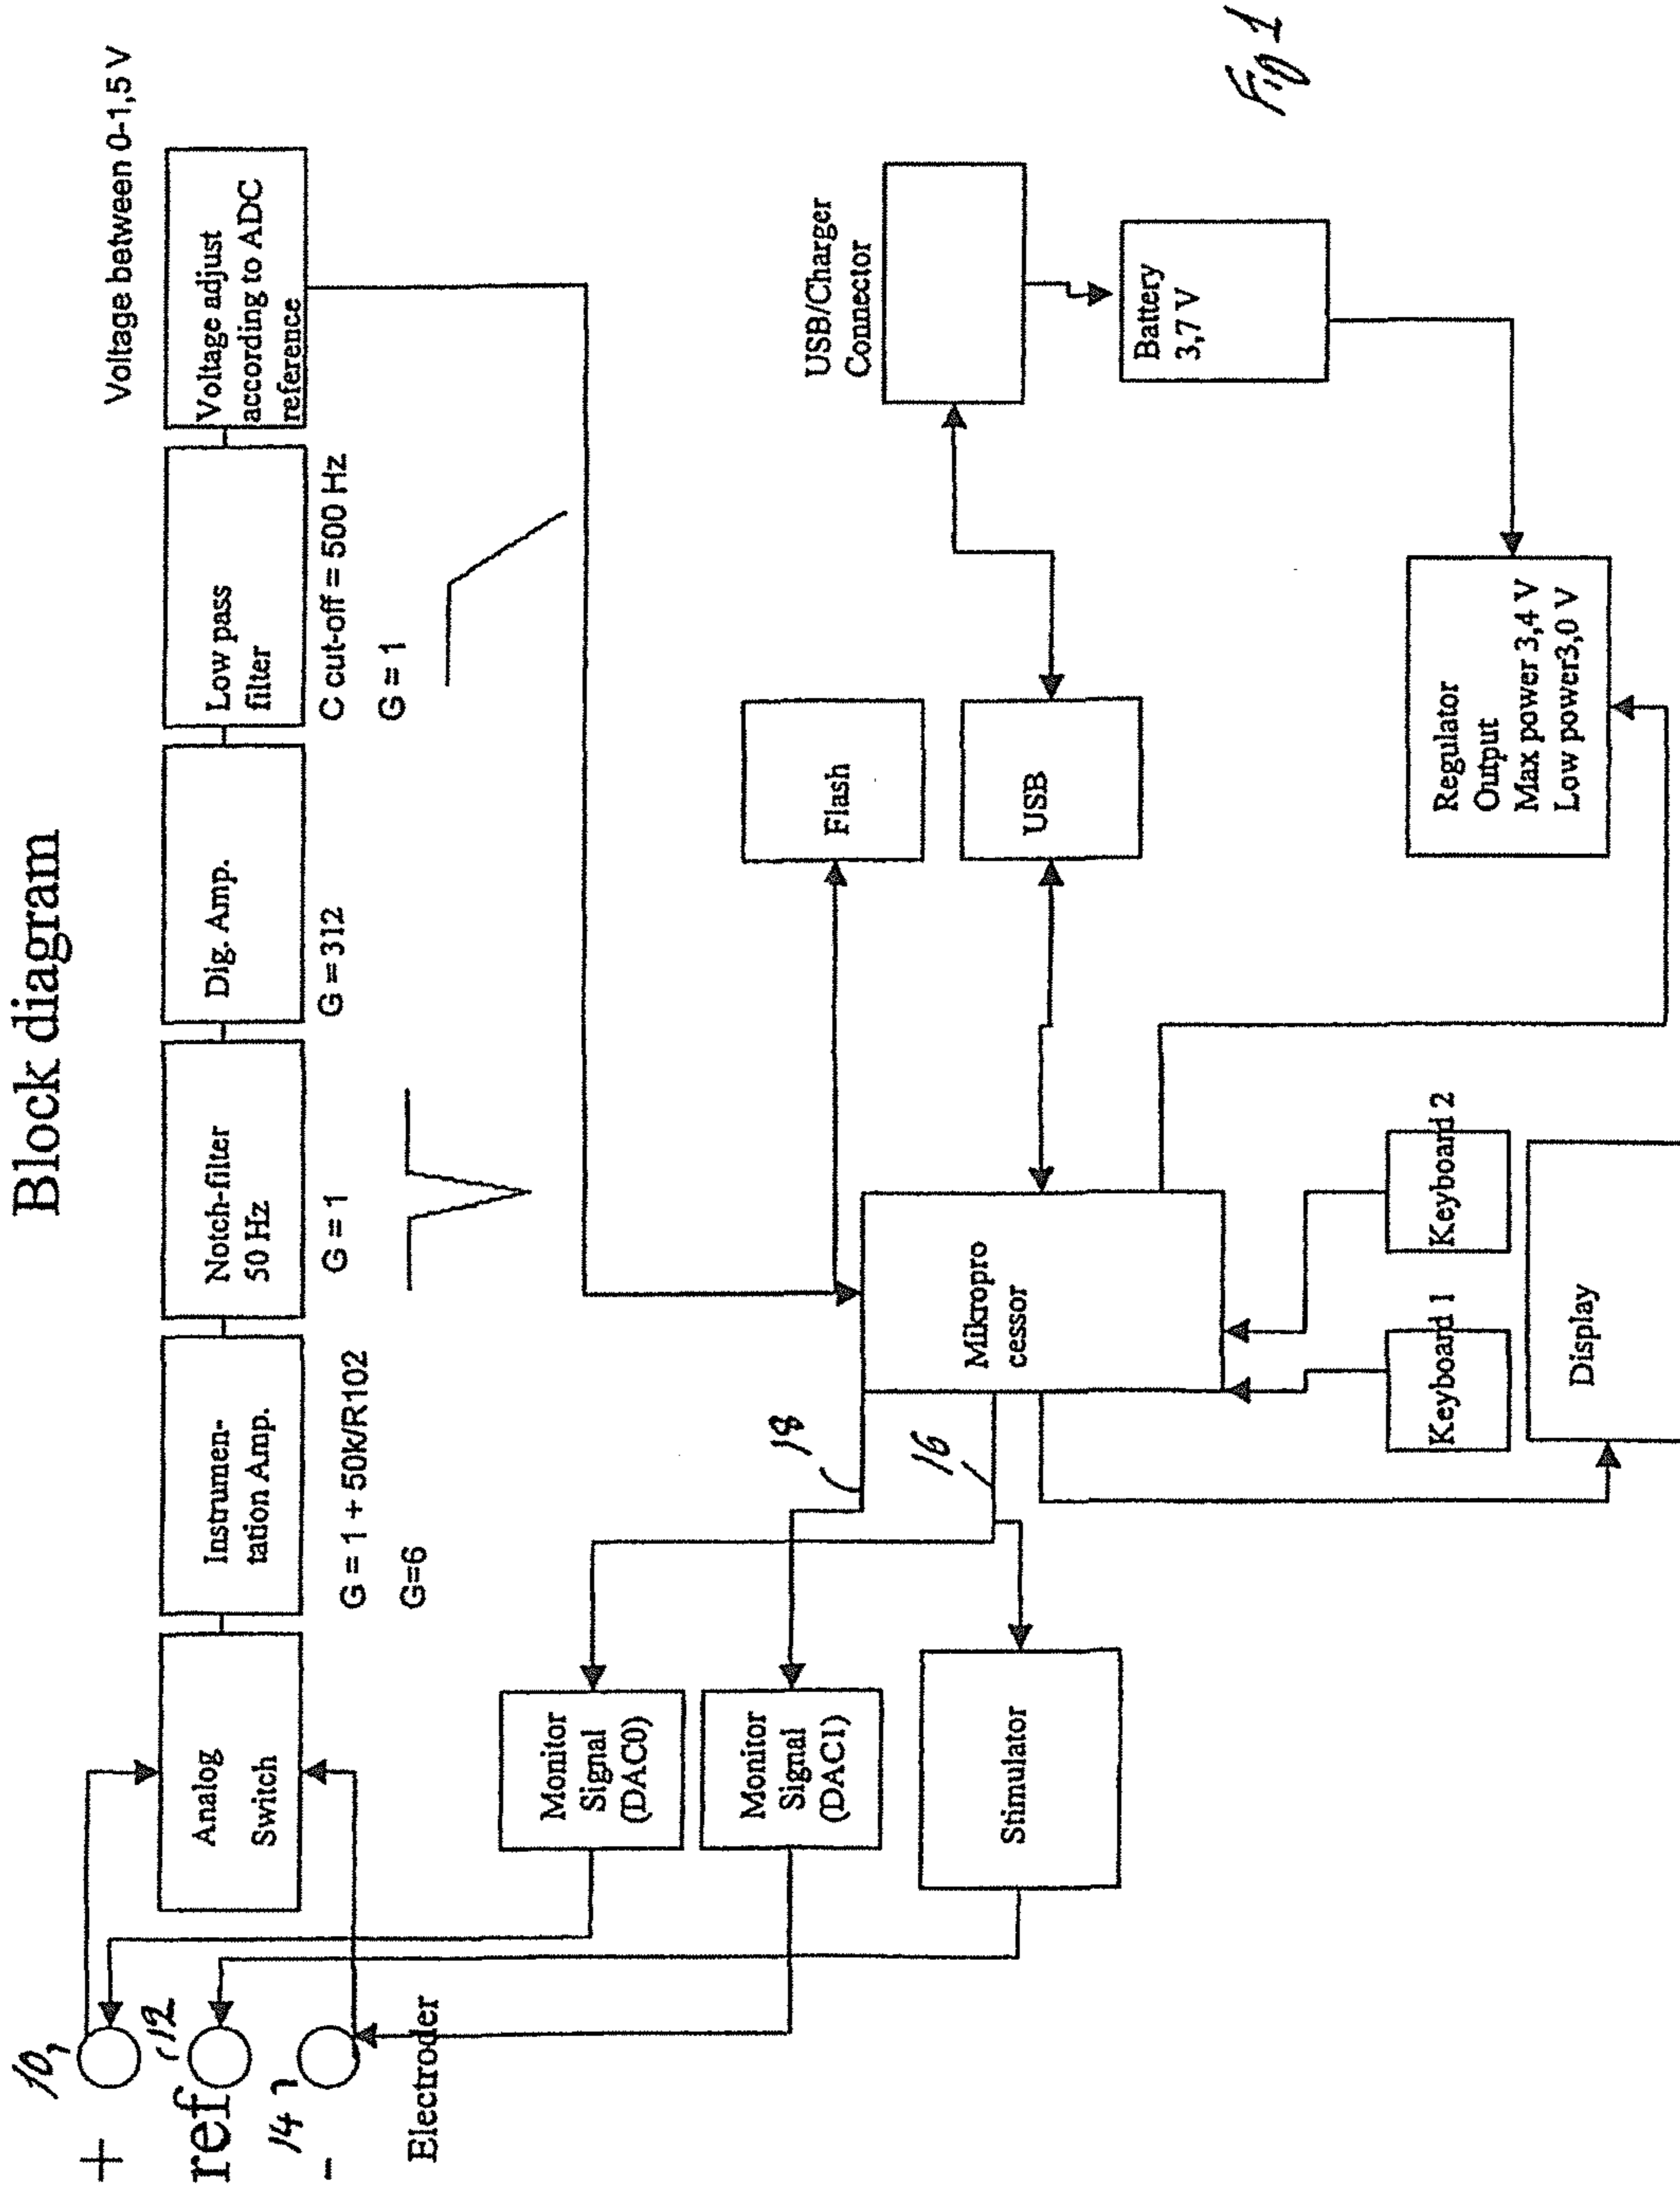 Block diagram
+
10
ref
12
-
14
Electroder
Analog
Switch
Instrumen-
tation Amp.
G = 1 + 50k/R102
G=6
Notch-filter
50 Hz
G = 1
Dig. Amp.
G = 312
Low pass
filter
C cut-off = 500 Hz
G = 1
Voltage between 0-1,5 V
Voltage adjust
according to ADC
reference
Monitor
Signal
(DAC0)
Monitor
Signal
(DAC1)
Stimulator
18
16
Mikropro
cessor
Flash
USB
USB/Charger
Connector
Battery
3,7 V
Regulator
Output
Max power 3,4 V
Low power3,0 V
Keyboard 1
Keyboard 2
Display
Fig 1